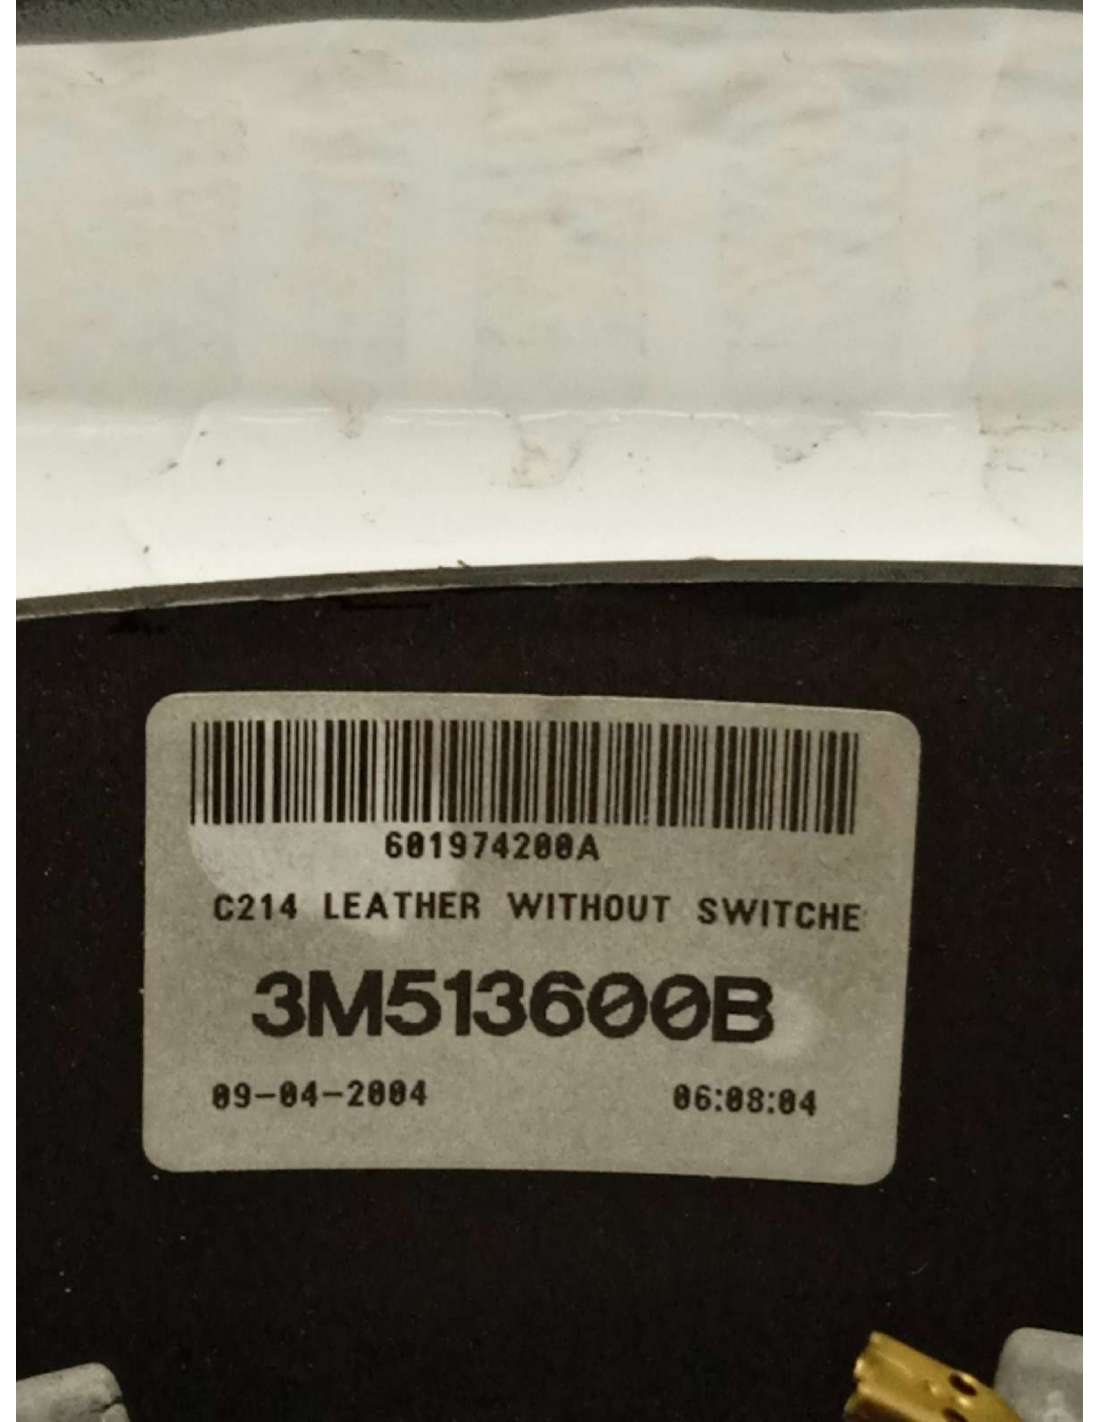 601974200A
C214 LEATHER WITHOUT SWITCHE
3M513600B
09-04-2004 06:08:04